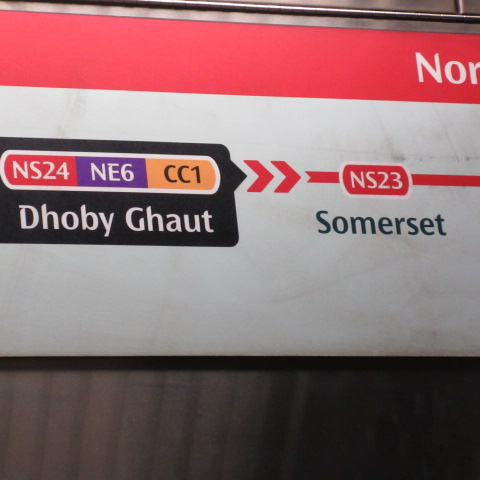 Nor
NS24 NE6 CC1
NS23
Dhoby Ghaut
Somerset